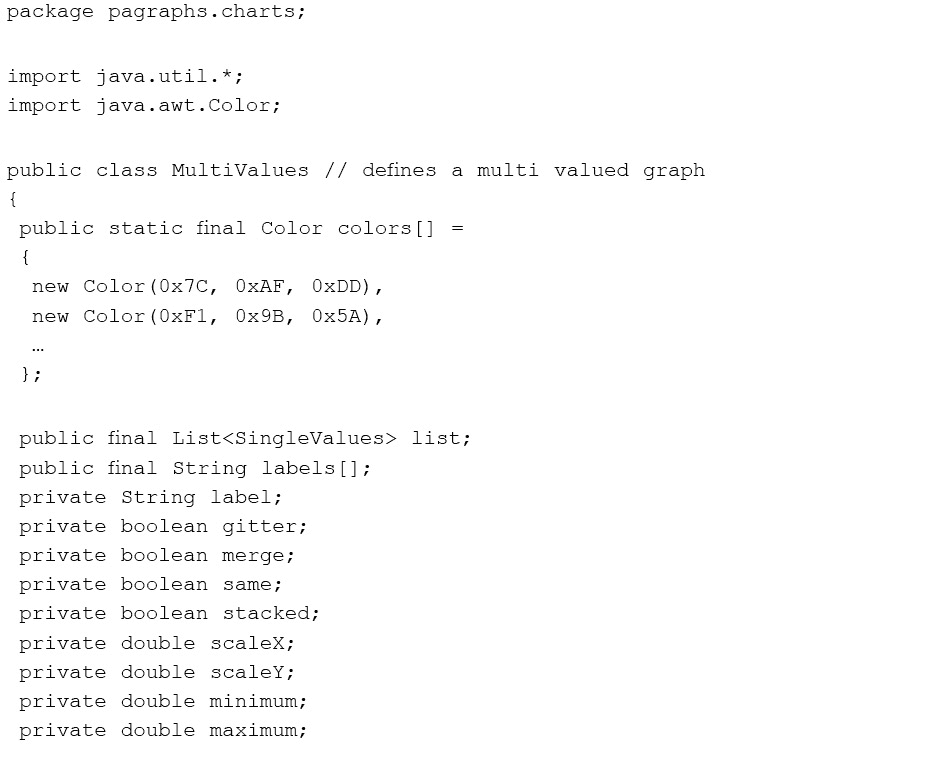 package pagraphs.charts;
import java.util.*;
import java.awt.Color;
public class MultiValues // defines a multi valued graph
{
public static final Color colors[] =
{
new Color(0x7C, 0xAF, 0xDD),
new Color(0xF1, 0x9B, 0x5A),
…
};
public final List<SingleValues> list;
public final String labels[];
private String label;
private boolean gitter;
private boolean merge;
private boolean same;
private boolean stacked;
private double scaleX;
private double scaleY;
private double minimum;
private double maximum;